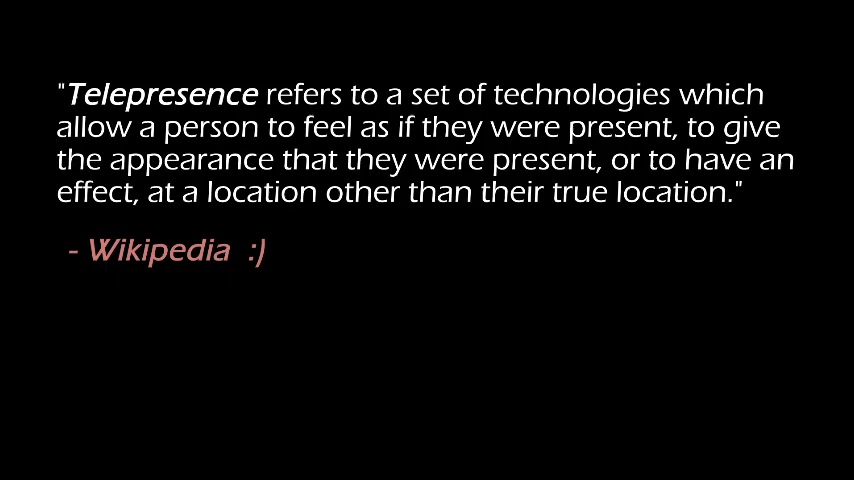 "Telepresence refers to a set of technologies which
allow a person to feel as if they were present, to give
the appearance that they were present, or to have an
effect, at a location other than their true location."
- Wikipedia :)